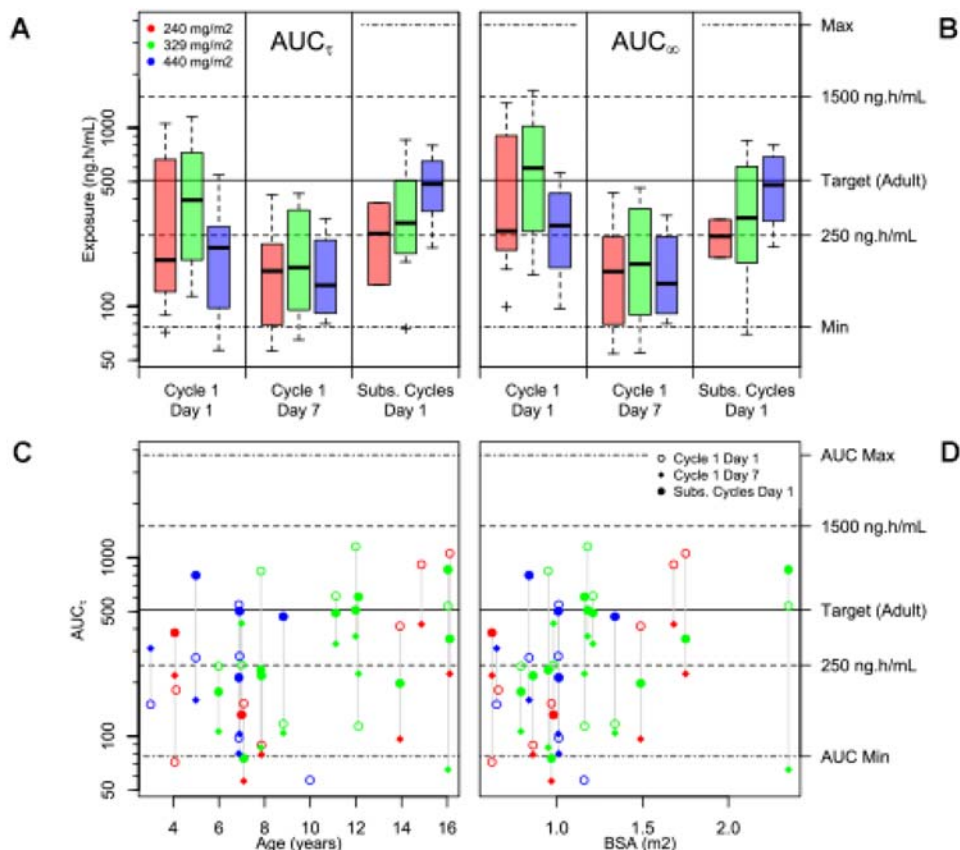 A
B
240 mg/m2
329 mg/m2
440 mg/m2
AUCτ
AUC∞
Max
1500 ng.h/mL
Target (Adult)
250 ng.h/mL
Min
Exposure (ng.h/mL)
1000
500
100
50
Cycle 1
Day 1
Cycle 1
Day 7
Subs. Cycles
Day 1
Cycle 1
Day 1
Cycle 1
Day 7
Subs. Cycles
Day 1
C
D
Cycle 1 Day 1
Cycle 1 Day 7
Subs. Cycles Day 1
AUC Max
1500 ng.h/mL
Target (Adult)
250 ng.h/mL
AUC Min
AUCτ
1000
500
100
50
4 6 8 10 12 14 16
Age (years)
1.0 1.5 2.0
BSA (m2)